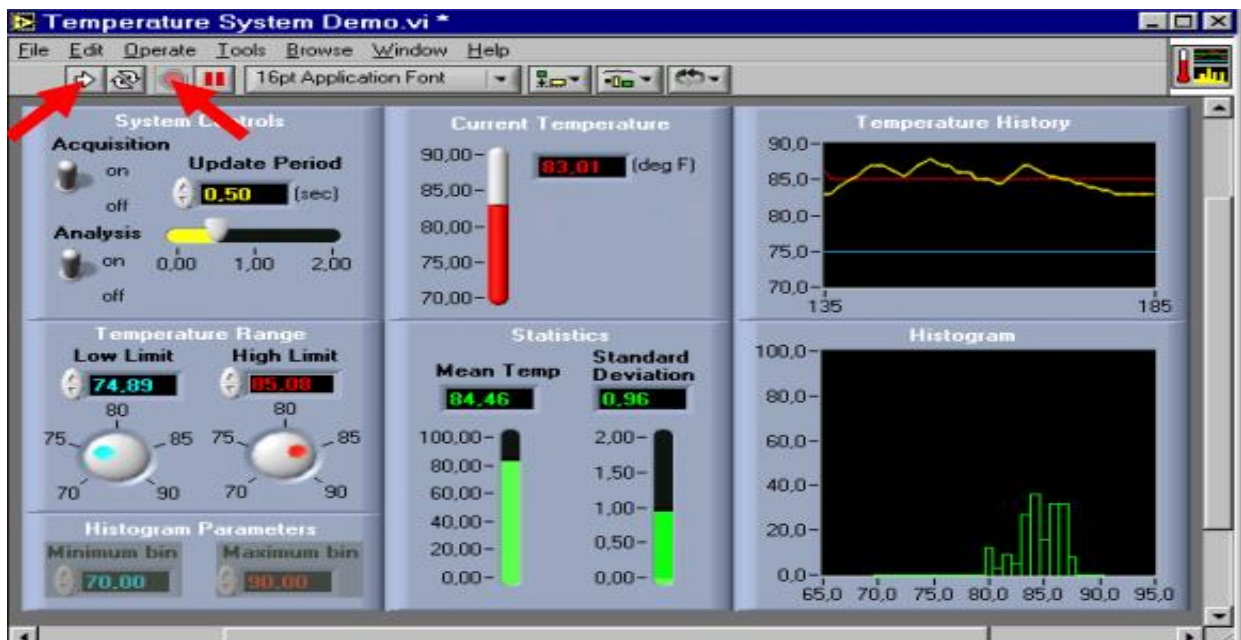 Temperature System Demo.vi *
File Edit Operate Tools Browse Window Help
16pt Application Font
System Controls
Acquisition
on
off
Update Period
0,50 (sec)
Analysis
on
off
0,00 1,00 2,00
Current Temperature
90,00
85,00
80,00
75,00
70,00
83,01 (deg F)
Temperature History
90,0
85,0
80,0
75,0
70,0
135 185
Temperature Range
Low Limit High Limit
74,89 85,08
80 80
75 85 75 85
70 90 70 90
Histogram Parameters
Minimum bin Maximum bin
70,00 90,00
Statistics
Mean Temp
84,46
100,00
80,00
60,00
40,00
20,00
0,00
Standard
Deviation
0,96
2,00
1,50
1,00
0,50
0,00
Histogram
100,0
80,0
60,0
40,0
20,0
0,0
65,0 70,0 75,0 80,0 85,0 90,0 95,0